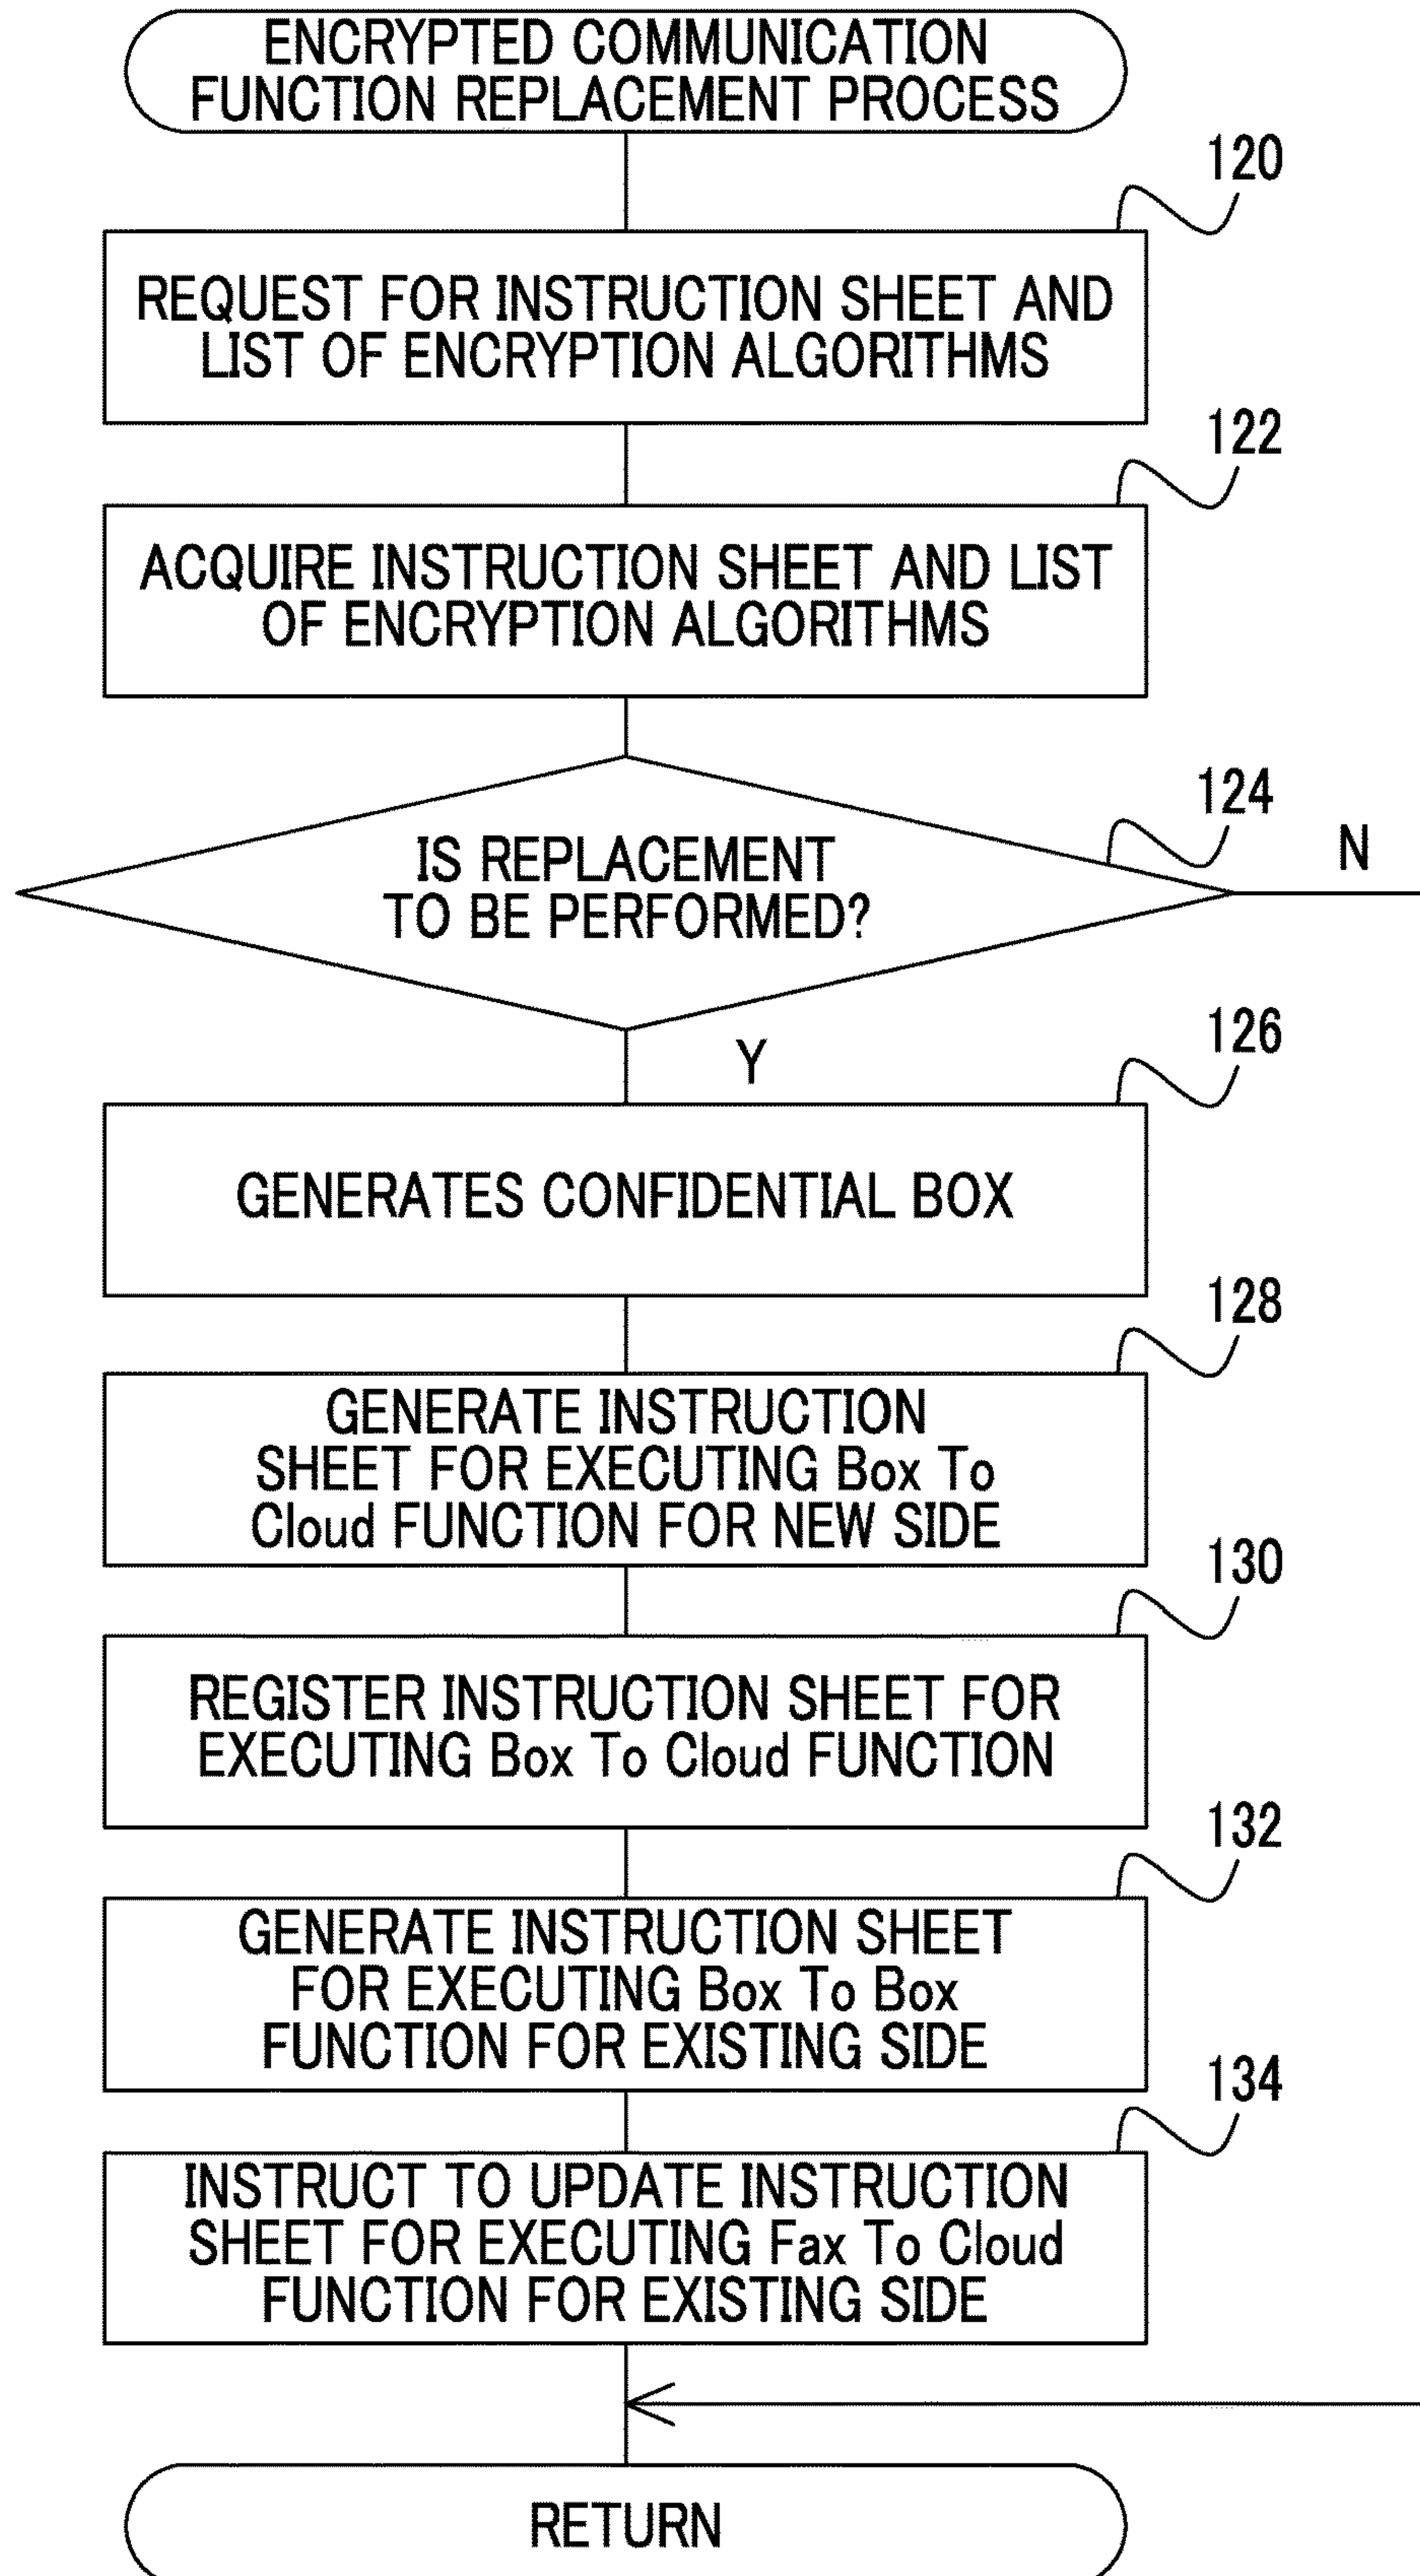 ENCRYPTED COMMUNICATION
FUNCTION REPLACEMENT PROCESS
120
REQUEST FOR INSTRUCTION SHEET AND
LIST OF ENCRYPTION ALGORITHMS
122
ACQUIRE INSTRUCTION SHEET AND LIST
OF ENCRYPTION ALGORITHMS
124
N
IS REPLACEMENT
TO BE PERFORMED?
Y
126
GENERATES CONFIDENTIAL BOX
128
GENERATE INSTRUCTION
SHEET FOR EXECUTING Box To
Cloud FUNCTION FOR NEW SIDE
130
REGISTER INSTRUCTION SHEET FOR
EXECUTING Box To Cloud FUNCTION
132
GENERATE INSTRUCTION SHEET
FOR EXECUTING Box To Box
FUNCTION FOR EXISTING SIDE
134
INSTRUCT TO UPDATE INSTRUCTION
SHEET FOR EXECUTING Fax To Cloud
FUNCTION FOR EXISTING SIDE
RETURN